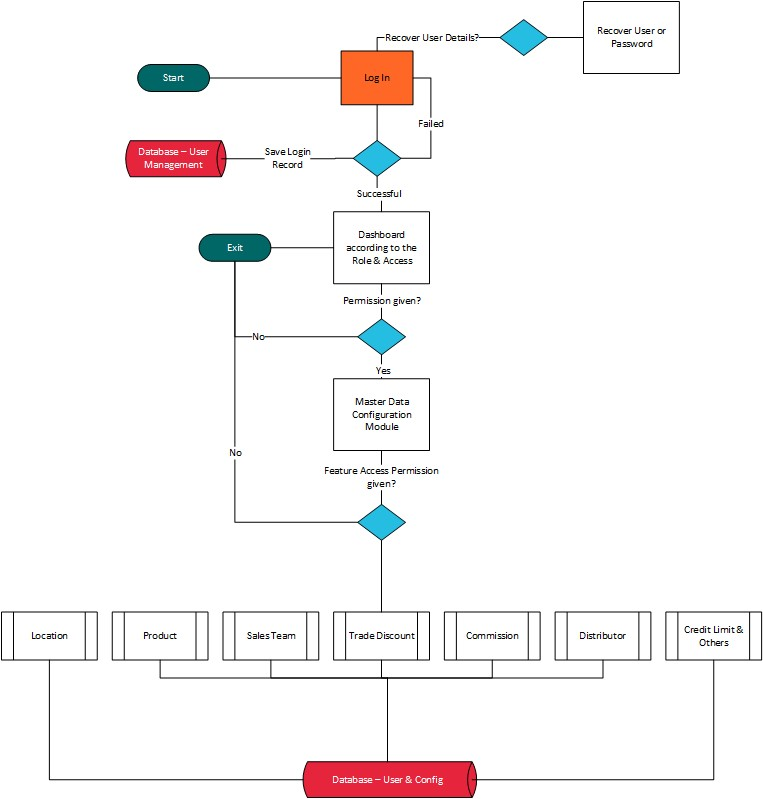 Recover User Details?
Recover User or
Password
Start
Log In
Failed
Database – User
Management
Save Login
Record
Successful
Dashboard
according to the
Role & Access
Exit
Permission given?
No
Yes
Master Data
Configuration
Module
No
Feature Access Permission
given?
Location
Product
Sales Team
Trade Discount
Commission
Distributor
Credit Limit &
Others
Database – User & Config